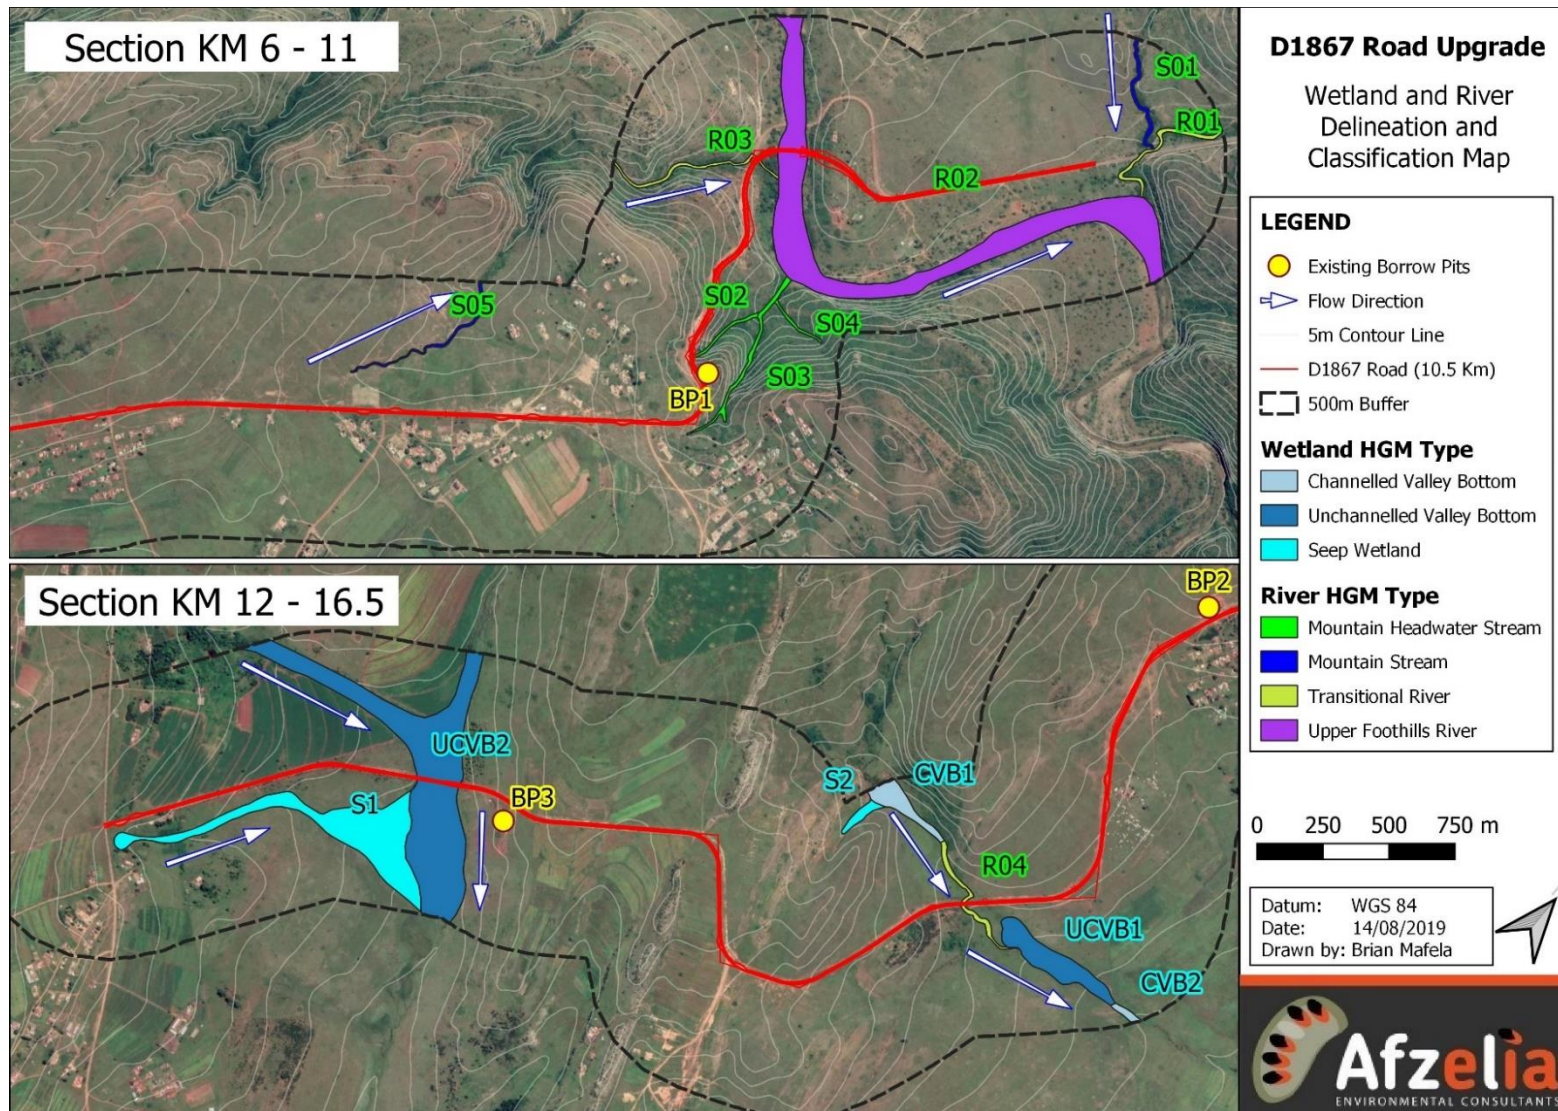 Section KM 6 - 11
S01
R01
R03
R02
S05
S02
S04
S03
BP1
Section KM 12 - 16.5
BP2
UCVB2
S1
BP3
S2
CVB1
R04
UCVB1
CVB2
D1867 Road Upgrade
Wetland and River
Delineation and
Classification Map
LEGEND
Existing Borrow Pits
Flow Direction
5m Contour Line
D1867 Road (10.5 Km)
500m Buffer
Wetland HGM Type
Channelled Valley Bottom
Unchannelled Valley Bottom
Seep Wetland
River HGM Type
Mountain Headwater Stream
Mountain Stream
Transitional River
Upper Foothills River
0 250 500 750 m
Datum: WGS 84
Date: 14/08/2019
Drawn by: Brian Mafela
Afzelia
ENVIRONMENTAL CONSULTANTS